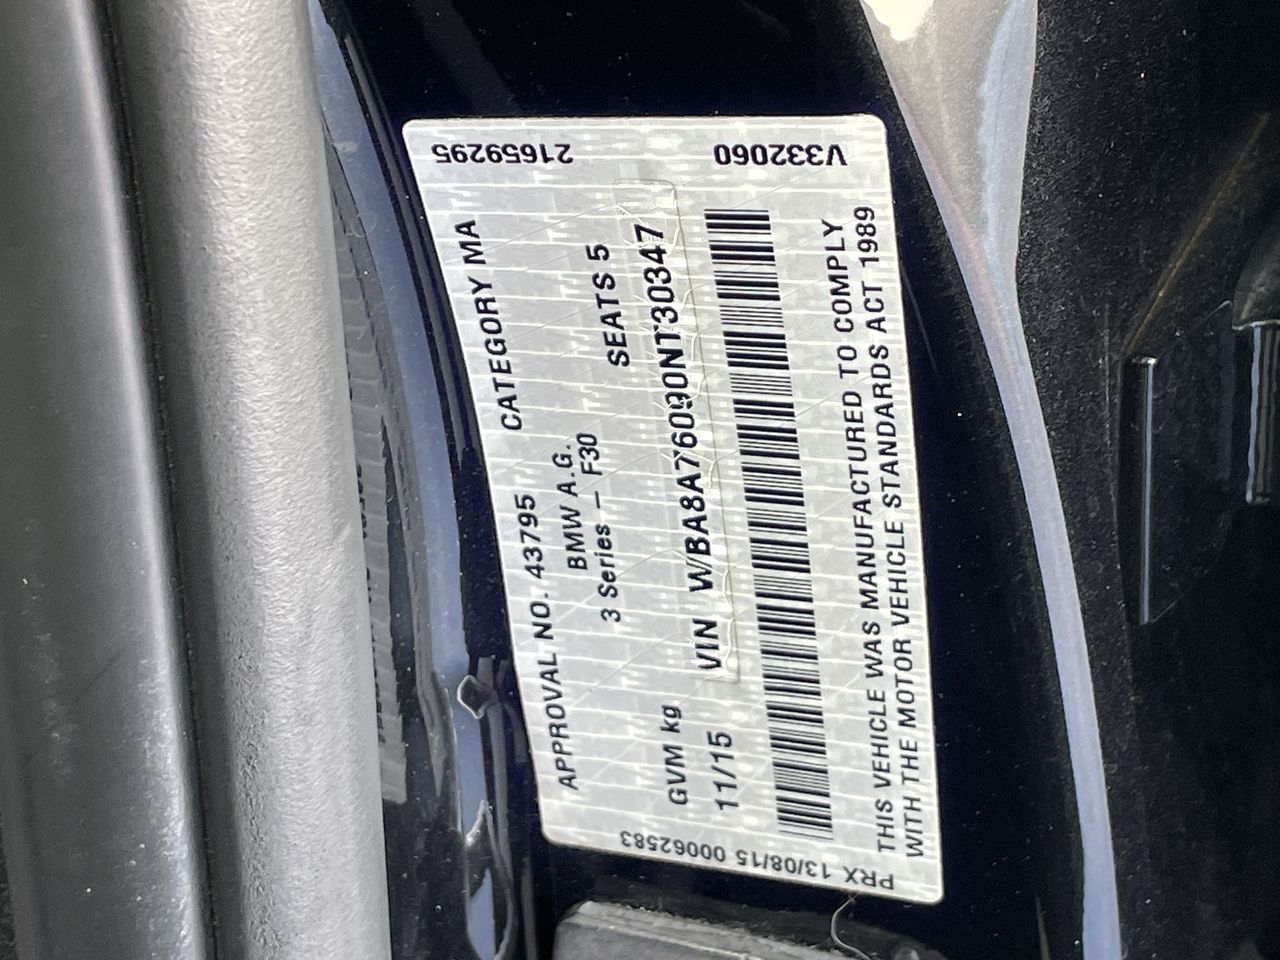 APPROVAL NO. 43795 CATEGORY MA
BMW A.G.
3 Series – F30 SEATS 5
GVM kg
11/15 VIN WBA8A76090NT30347
THIS VEHICLE WAS MANUFACTURED TO COMPLY
WITH THE MOTOR VEHICLE STANDARDS ACT 1989
21659295
V332060
PRX 13/08/15 00062583